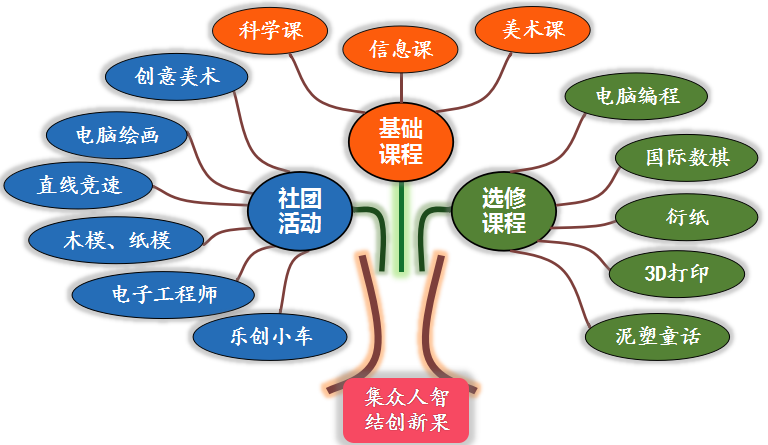 科学课
信息课
美术课
基础
课程
创意美术
电脑绘画
直线竞速
木模、纸模
电子工程师
乐创小车
社团
活动
选修
课程
电脑编程
国际数棋
衍纸
3D打印
泥塑童话
集众人智
结创新果